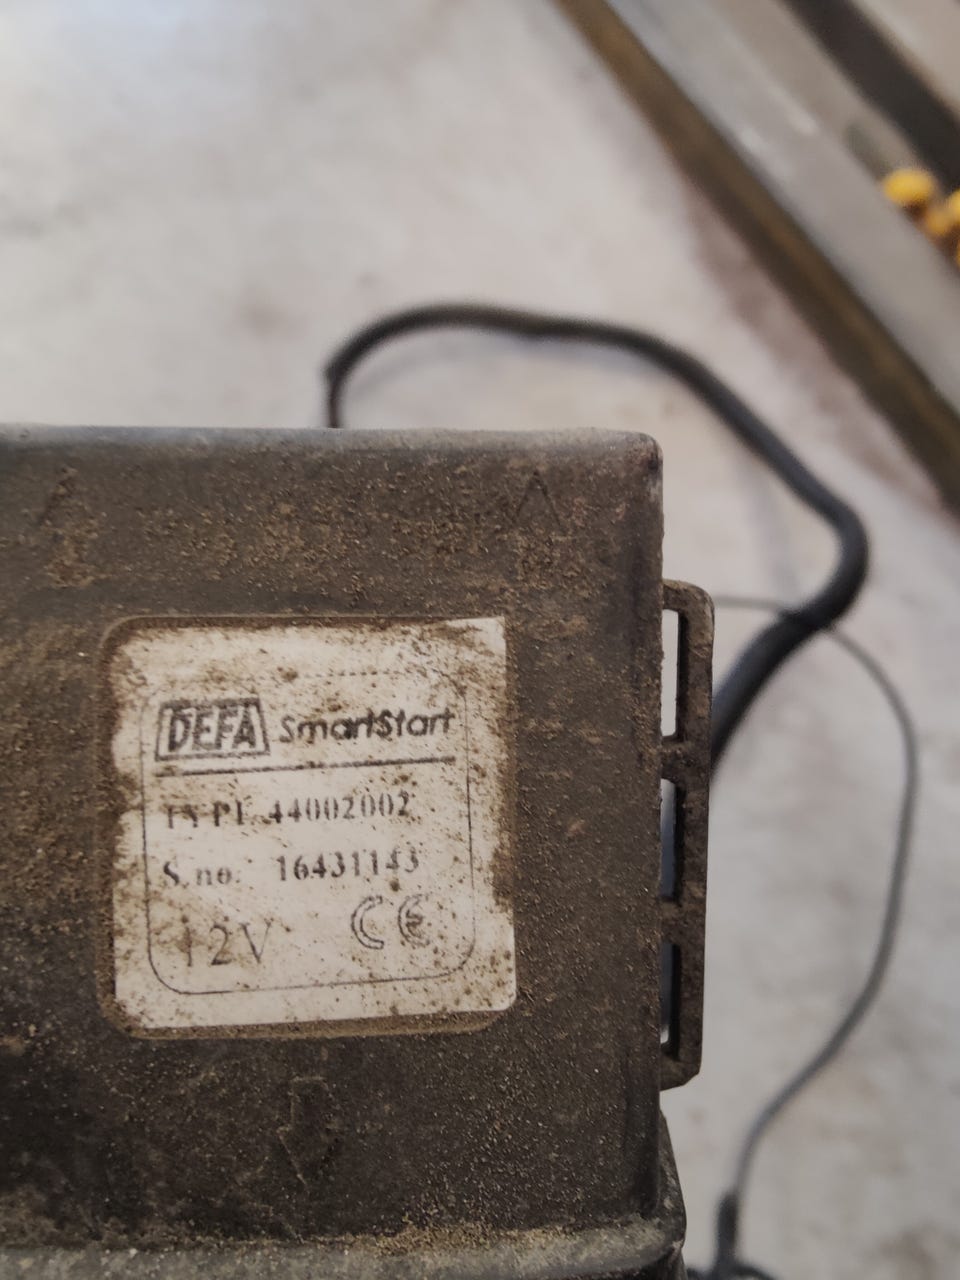 DEFA SmartStart
TYPE 44002002
S.no: 16431143
12V CE